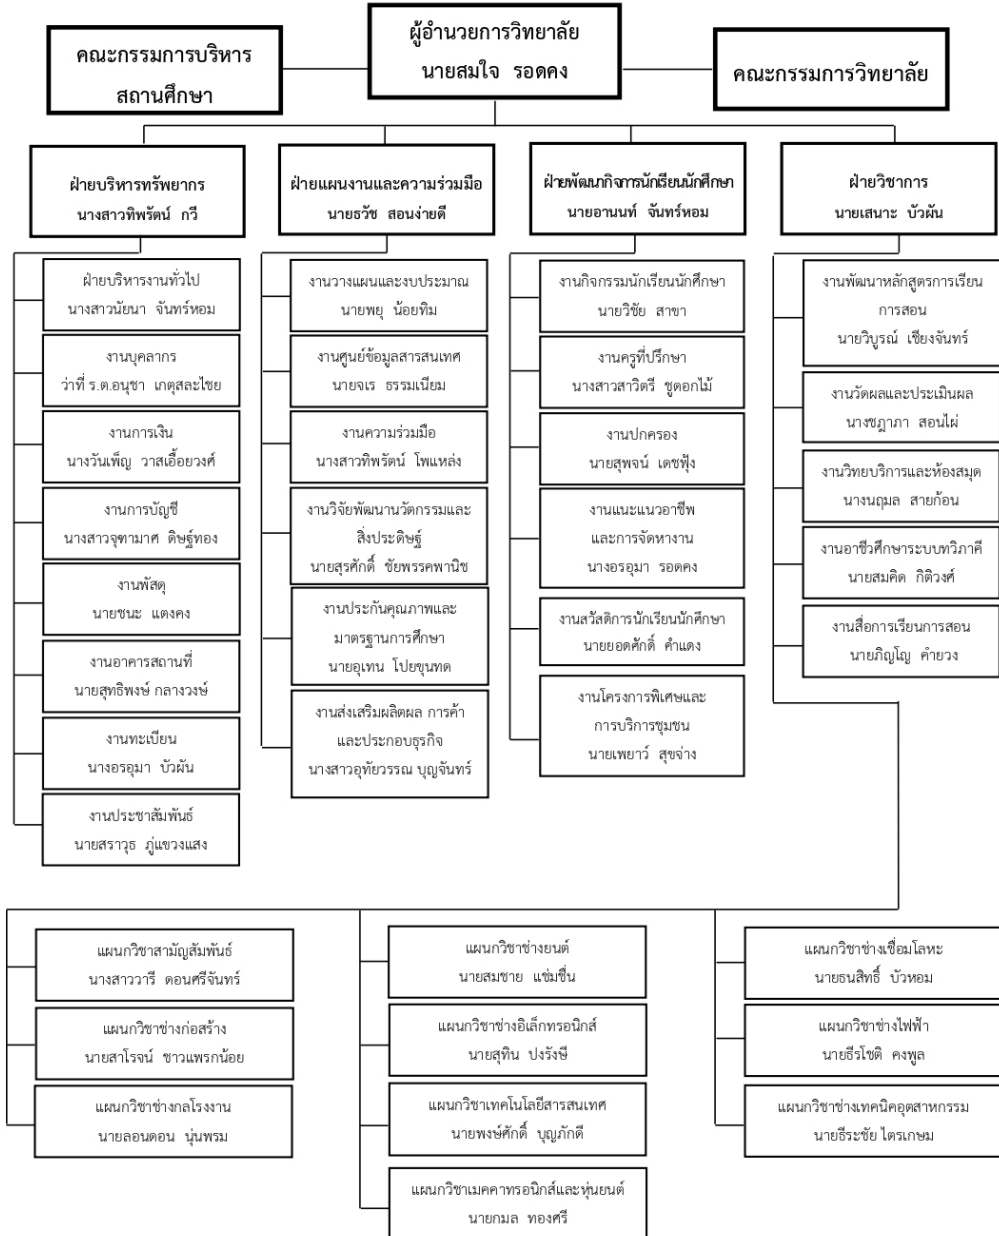 ผู้อำนวยการวิทยาลัย
นายสมใจ รอดคง
คณะกรรมการบริหาร
สถานศึกษา
คณะกรรมการวิทยาลัย
ฝ่ายบริหารทรัพยากร
นางสาวทิพรัตน์ กวี
ฝ่ายแผนงานและความร่วมมือ
นายธวัช สอนง่ายดี
ฝ่ายพัฒนากิจการนักเรียนนักศึกษา
นายอานนท์ จันทร์หอม
ฝ่ายวิชาการ
นายเสนาะ บัวผัน
ฝ่ายบริหารงานทั่วไป
นางสาวนัยนา จันทร์หอม
งานบุคลากร
ว่าที่ ร.ต.อนุชา เกตุสละไชย
งานการเงิน
นางวันเพ็ญ วาสเอื้อยวงศ์
งานการบัญชี
นางสาวจุฑามาศ ดิษฐ์ทอง
งานพัสดุ
นายชนะ แตงคง
งานอาคารสถานที่
นายสุทธิพงษ์ กลางวงษ์
งานทะเบียน
นางอรอุมา บัวผัน
งานประชาสัมพันธ์
นายสราวุธ ภู่แขวงแสง
งานวางแผนและงบประมาณ
นายพยุ น้อยทิม
งานศูนย์ข้อมูลสารสนเทศ
นายจเร ธรรมเนียม
งานความร่วมมือ
นางสาวทิพรัตน์ โพแหล่ง
งานวิจัยพัฒนานวัตกรรมและ
สิ่งประดิษฐ์
นายสุรศักดิ์ ชัยพรรคพานิช
งานประกันคุณภาพและ
มาตรฐานการศึกษา
นายอุเทน โปยขุนทด
งานส่งเสริมผลิตผล การค้า
และประกอบธุรกิจ
นางสาวอุทัยวรรณ บุญจันทร์
งานกิจกรรมนักเรียนนักศึกษา
นายวิชัย สาขา
งานครูที่ปรึกษา
นางสาวสาวิตรี ชูดอกไม้
งานปกครอง
นายสุพจน์ เดชฟุ้ง
งานแนะแนวอาชีพ
และการจัดหางาน
นางอรอุมา รอดคง
งานสวัสดิการนักเรียนนักศึกษา
นายยอดศักดิ์ คำแดง
งานโครงการพิเศษและ
การบริการชุมชน
นายเพยาว์ สุขจ่าง
งานพัฒนาหลักสูตรการเรียน
การสอน
นายวิบูรณ์ เชียงจันทร์
งานวัดผลและประเมินผล
นางชฎาภา สอนไผ่
งานวิทยบริการและห้องสมุด
นางนฤมล สายก้อน
งานอาชีวศึกษาระบบทวิภาคี
นายสมคิด กิติวงศ์
งานสื่อการเรียนการสอน
นายภิญโญ คำยวง
แผนกวิชาสามัญสัมพันธ์
นางสาววารี ดอนศรีจันทร์
แผนกวิชาช่างก่อสร้าง
นายสาโรจน์ ชาวแพรกน้อย
แผนกวิชาช่างกลโรงงาน
นายลอนดอน นุ่นพรม
แผนกวิชาช่างยนต์
นายสมชาย แช่มชื่น
แผนกวิชาช่างอิเล็กทรอนิกส์
นายสุทิน ปงรังษี
แผนกวิชาเทคโนโลยีสารสนเทศ
นายพงษ์ศักดิ์ บุญภักดี
แผนกวิชาเมคคาทรอนิกส์และหุ่นยนต์
นายกมล ทองศรี
แผนกวิชาช่างเชื่อมโลหะ
นายธนสิทธิ์ บัวหอม
แผนกวิชาช่างไฟฟ้า
นายธีรโชติ คงพูล
แผนกวิชาช่างเทคนิคอุตสาหกรรม
นายธีระชัย ไตรเกษม